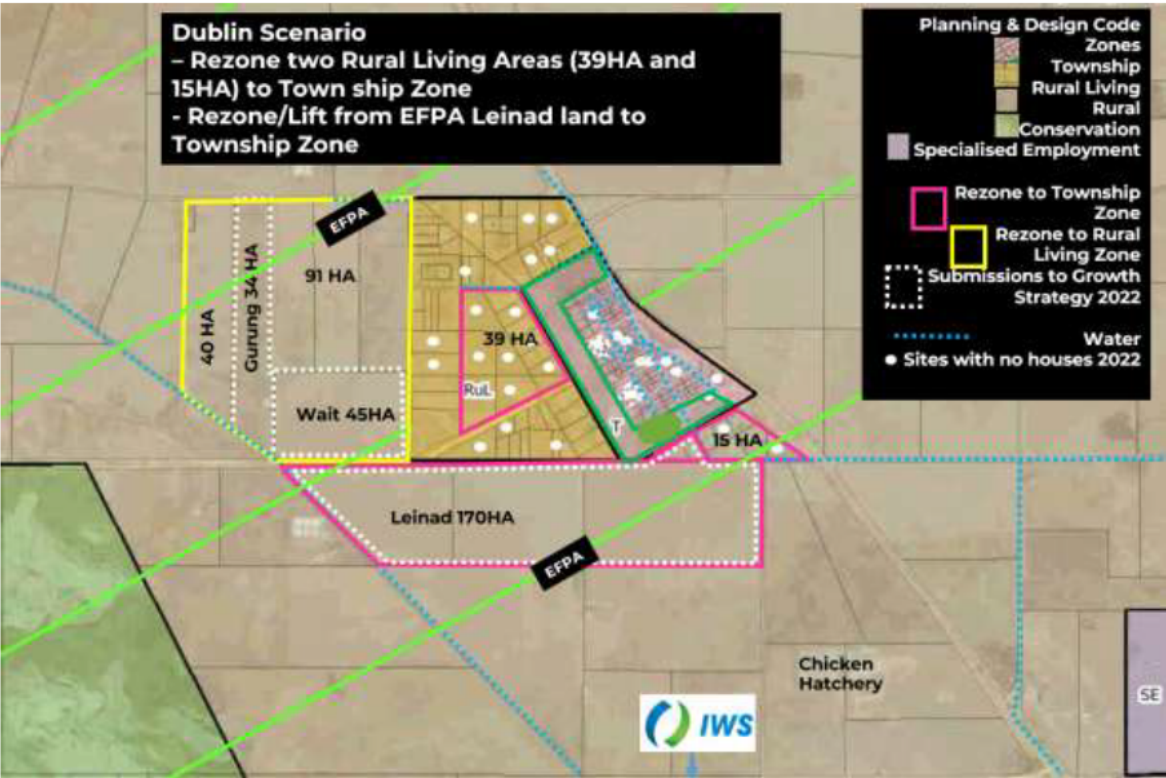 Dublin Scenario
– Rezone two Rural Living Areas (39HA and
15HA) to Town ship Zone
- Rezone/Lift from EFPA Leinad land to
Township Zone
Planning & Design Code
Zones
Township
Rural Living
Rural
Conservation
Specialised Employment
Rezone to Township
Zone
Rezone to Rural
Living Zone
Submissions to Growth
Strategy 2022
Water
Sites with no houses 2022
EFPA
40 HA
Gurung 34 HA
91 HA
39 HA
RuL
Wait 45HA
T
15 HA
Leinad 170HA
EFPA
Chicken
Hatchery
IWS
SE